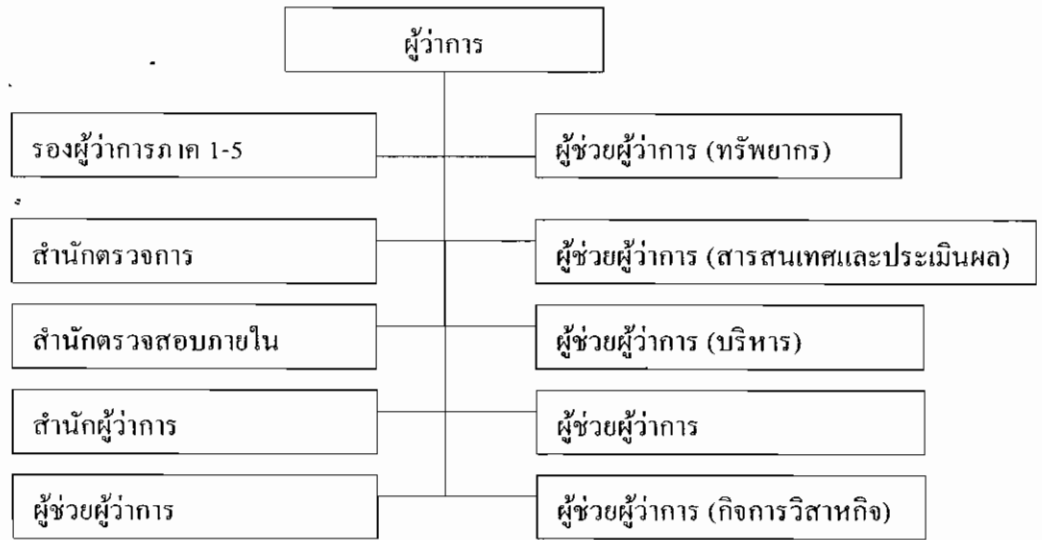 ผู้ว่าการ
รองผู้ว่าการภาค 1-5
ผู้ช่วยผู้ว่าการ (ทรัพยากร)
สำนักตรวจการ
ผู้ช่วยผู้ว่าการ (สารสนเทศและประเมินผล)
สำนักตรวจสอบภายใน
ผู้ช่วยผู้ว่าการ (บริหาร)
สำนักผู้ว่าการ
ผู้ช่วยผู้ว่าการ
ผู้ช่วยผู้ว่าการ
ผู้ช่วยผู้ว่าการ (กิจการวิสาหกิจ)